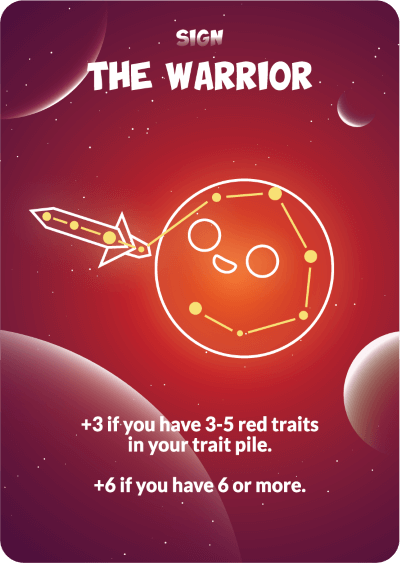 SIGN
THE WARRIOR
+3 if you have 3-5 red traits
in your trait pile.
+6 if you have 6 or more.